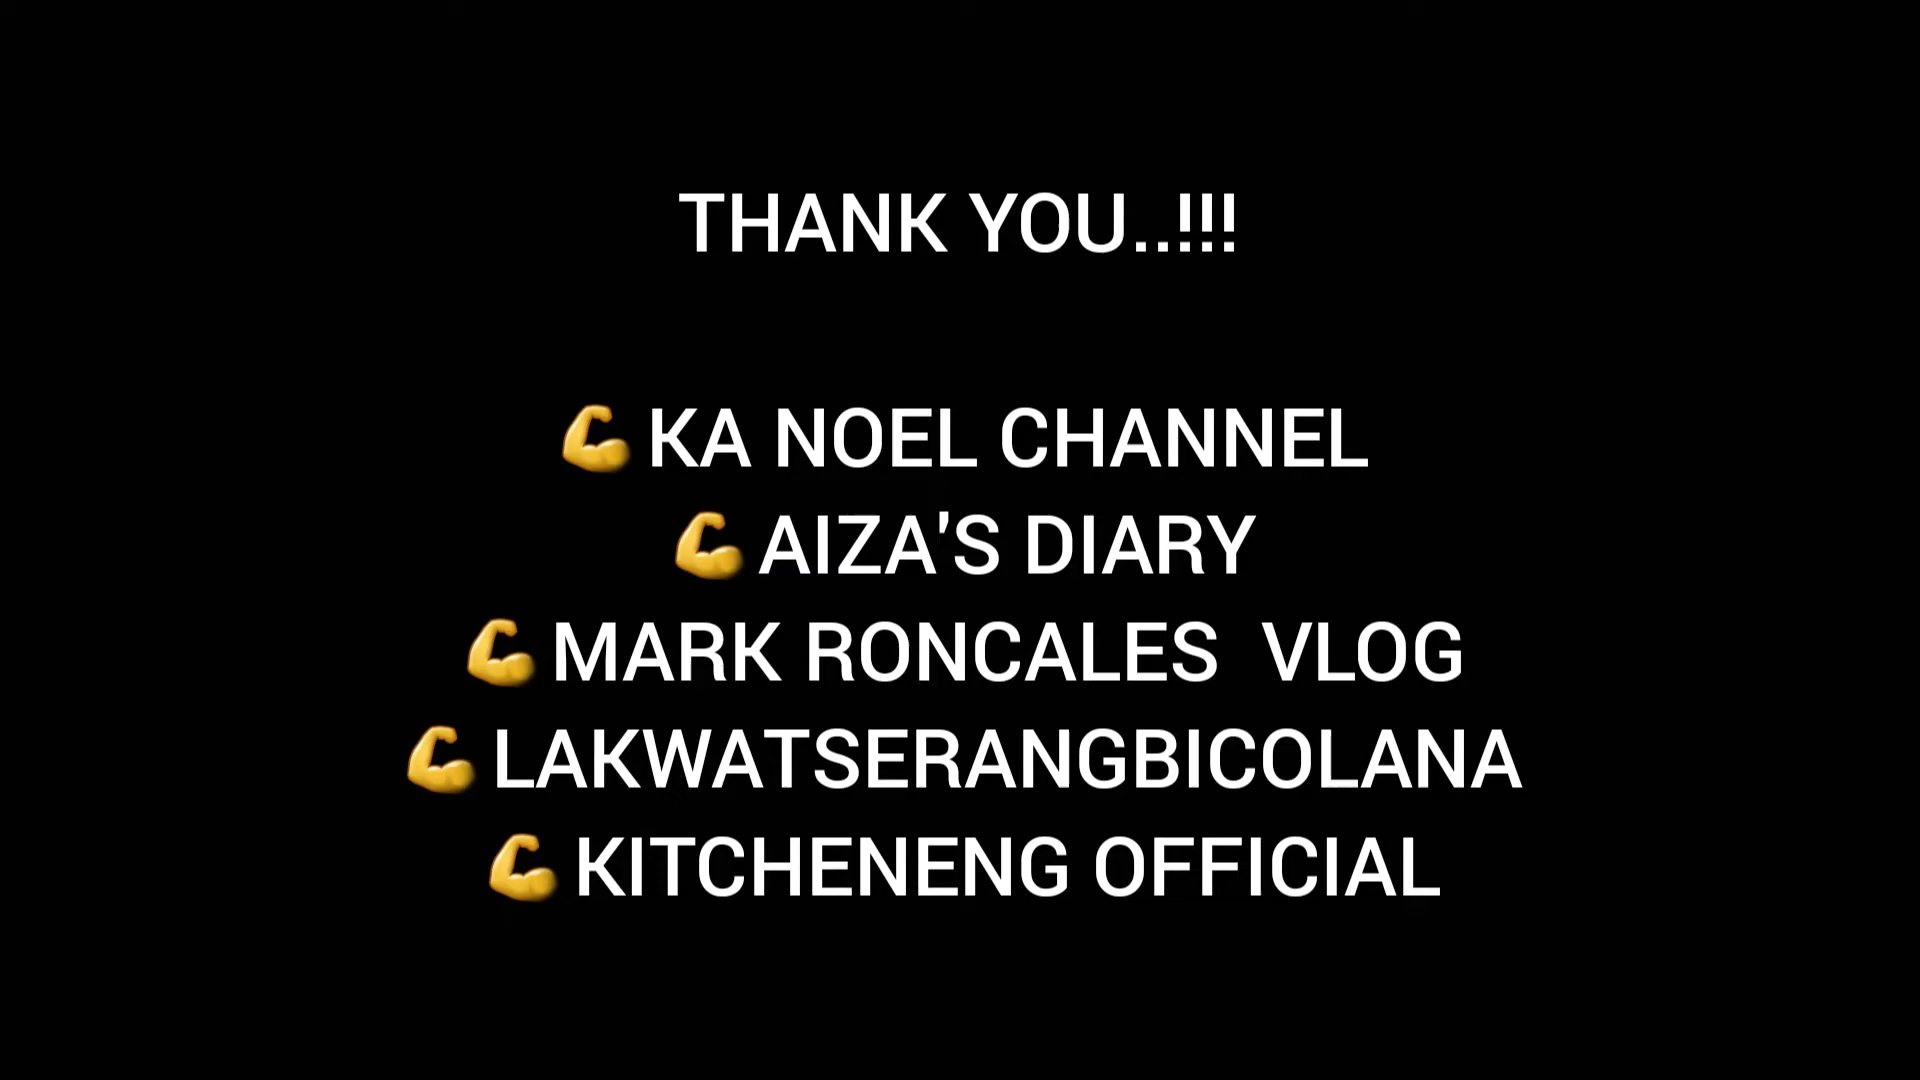 THANK YOU..!!!
💪KA NOEL CHANNEL
💪AIZA'S DIARY
💪MARK RONCALES  VLOG
💪LAKWATSERANGBICOLANA
💪KITCHENENG OFFICIAL